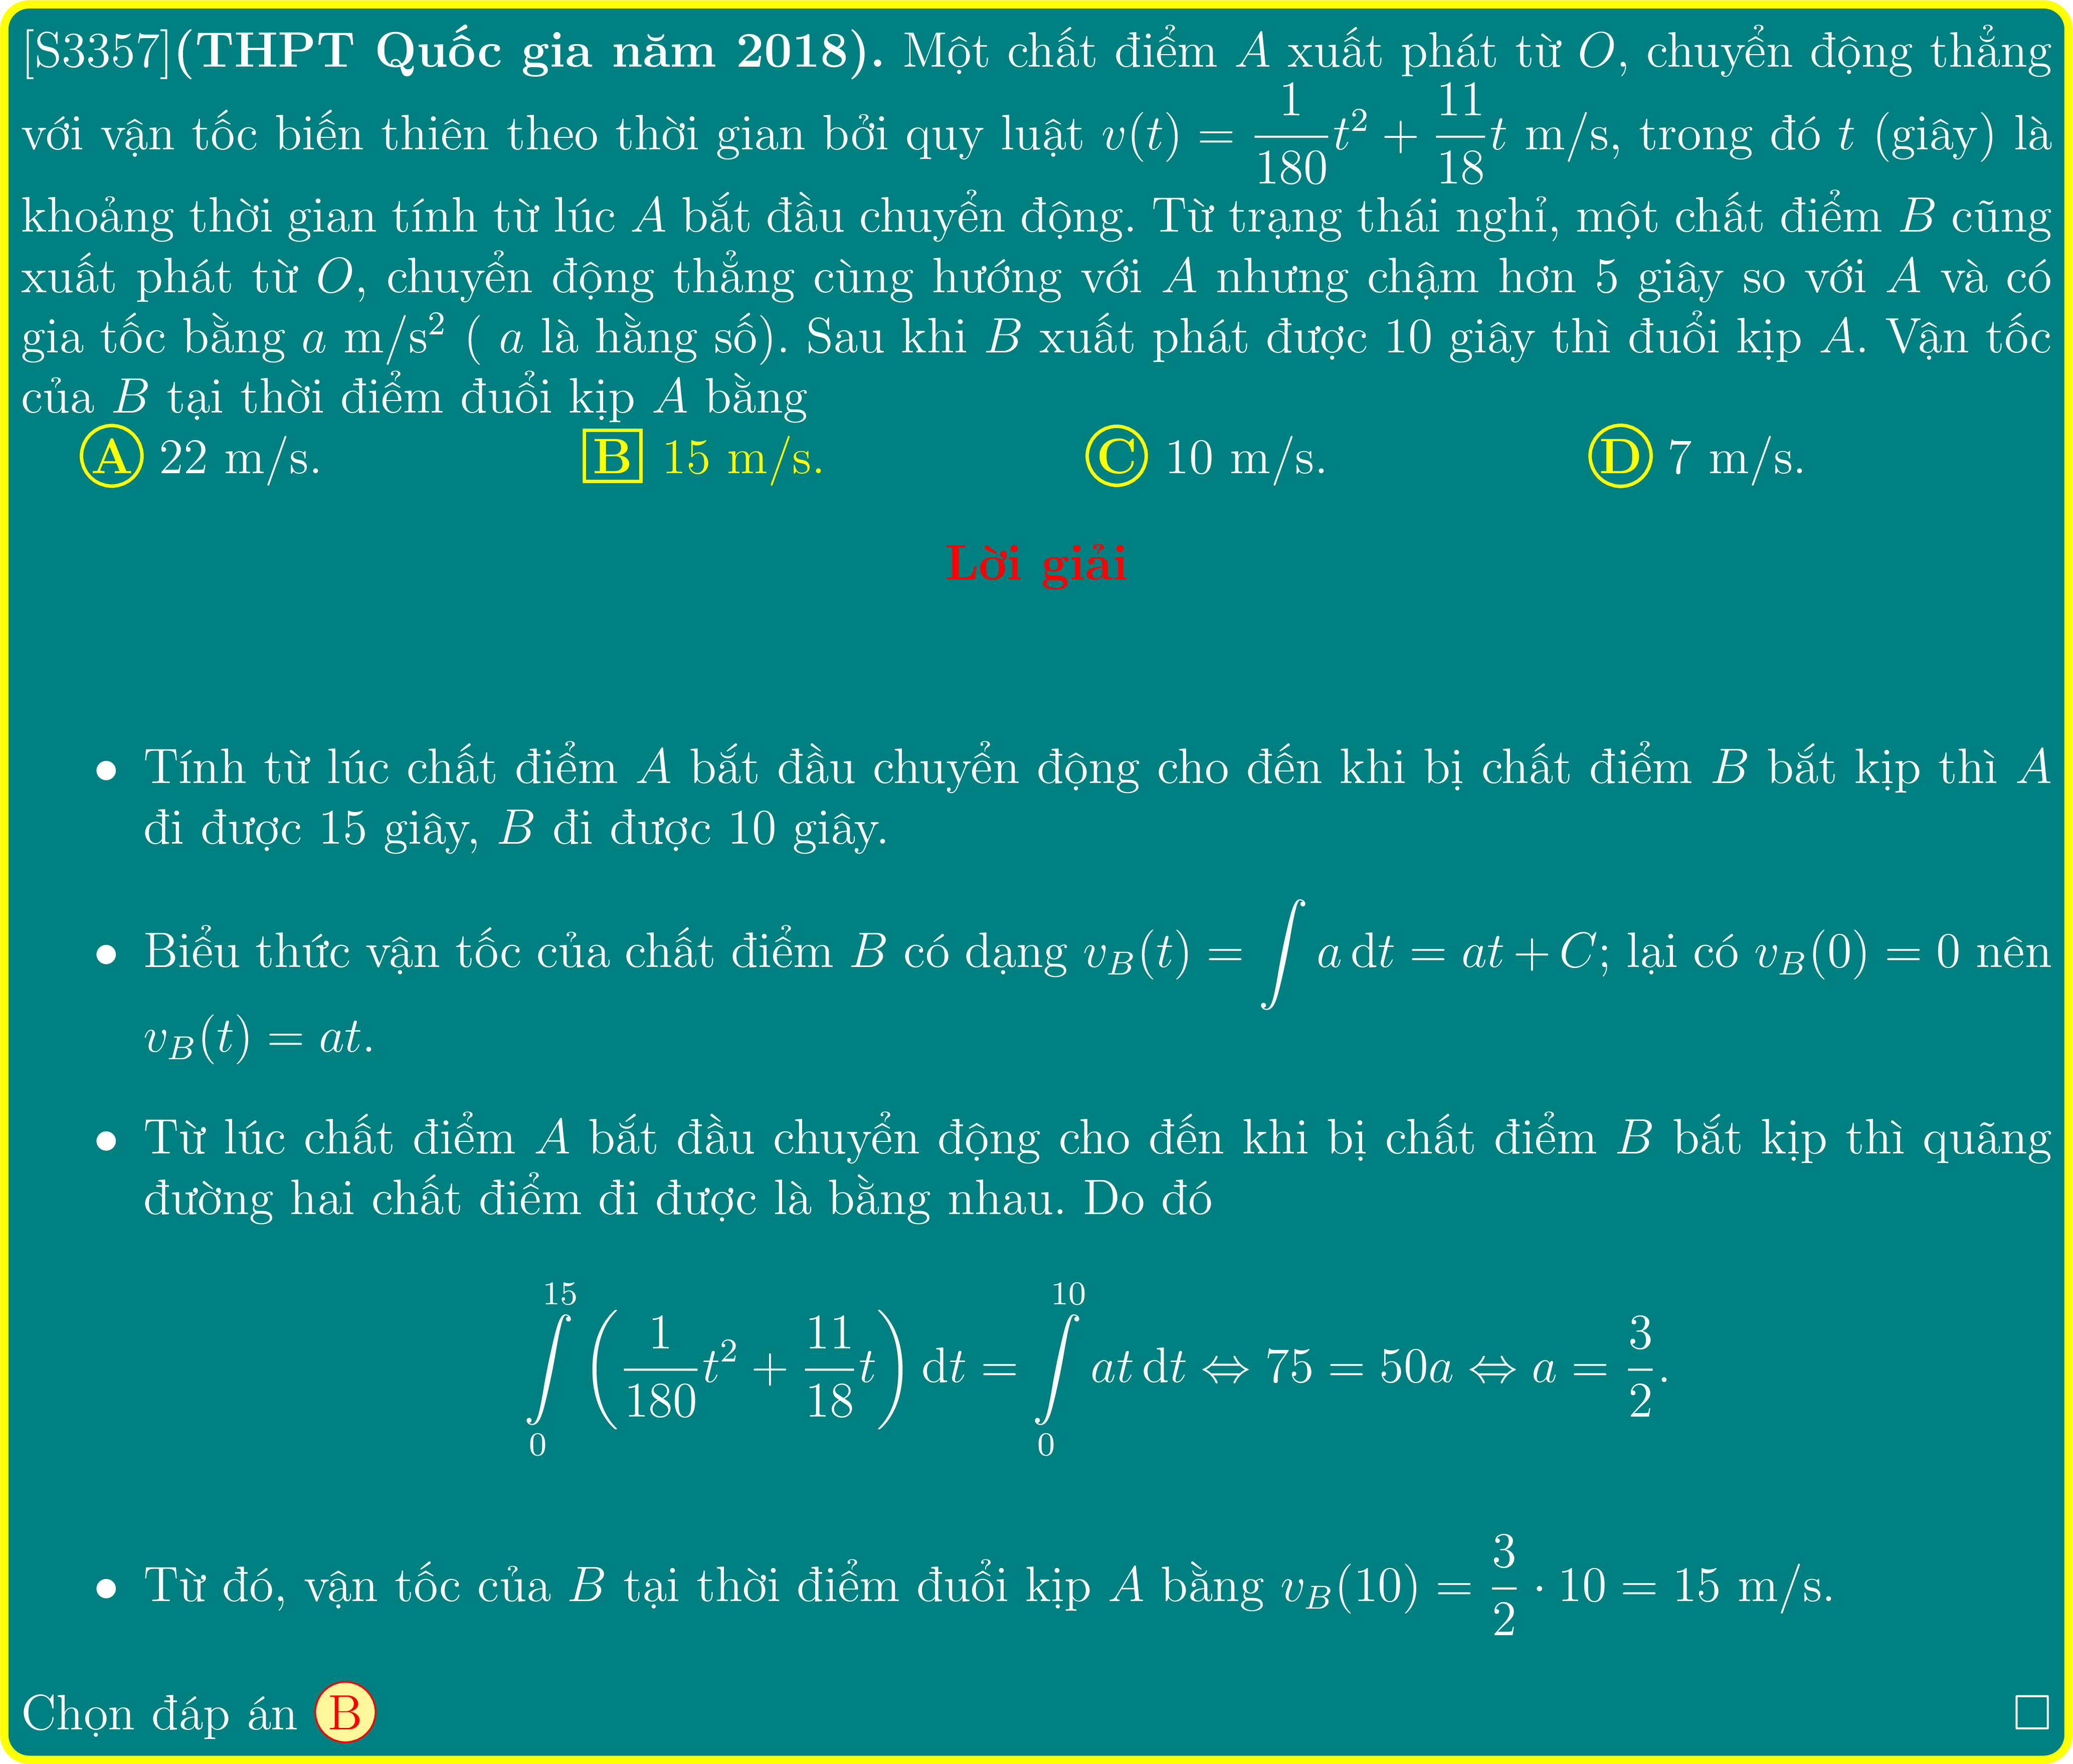 [S3357](THPT Quốc gia năm 2018). Một chất điểm A xuất phát từ O, chuyển động thẳng
với vận tốc biến thiên theo thời gian bởi quy luật v(t) = \frac{1}{180}t^2 + \frac{11}{18}t m/s, trong đó t (giây) là
khoảng thời gian tính từ lúc A bắt đầu chuyển động. Từ trạng thái nghỉ, một chất điểm B cũng
xuất phát từ O, chuyển động thẳng cùng hướng với A nhưng chậm hơn 5 giây so với A và có
gia tốc bằng a m/s² ( a là hằng số). Sau khi B xuất phát được 10 giây thì đuổi kịp A. Vận tốc
của B tại thời điểm đuổi kịp A bằng
A 22 m/s. B 15 m/s. C 10 m/s. D 7 m/s.
Lời giải
• Tính từ lúc chất điểm A bắt đầu chuyển động cho đến khi bị chất điểm B bắt kịp thì A
đi được 15 giây, B đi được 10 giây.
• Biểu thức vận tốc của chất điểm B có dạng v_B(t) = ∫ a dt = at + C; lại có v_B(0) = 0 nên
v_B(t) = at.
• Từ lúc chất điểm A bắt đầu chuyển động cho đến khi bị chất điểm B bắt kịp thì quãng
đường hai chất điểm đi được là bằng nhau. Do đó
\int_0^{15} \left( \frac{1}{180}t^2 + \frac{11}{18}t \right) dt = \int_0^{10} at dt ⇔ 75 = 50a ⇔ a = \frac{3}{2}.
• Từ đó, vận tốc của B tại thời điểm đuổi kịp A bằng v_B(10) = \frac{3}{2} · 10 = 15 m/s.
Chọn đáp án B □